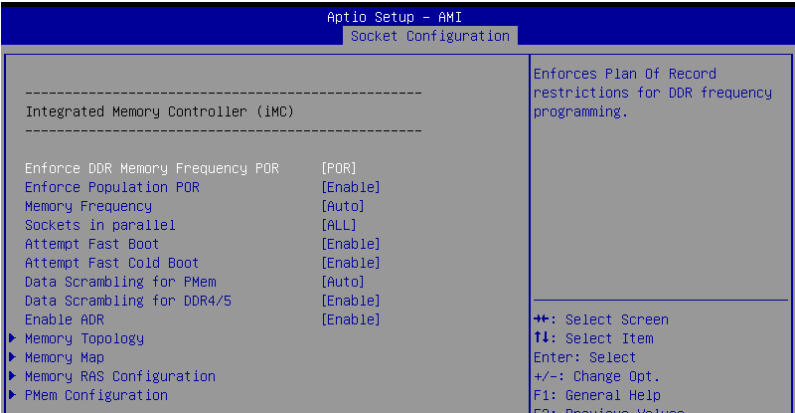 Aptio Setup – AMI
Socket Configuration
------------------------------------------------
Integrated Memory Controller (iMC)
------------------------------------------------
Enforce DDR Memory Frequency POR [POR]
Enforce Population POR [Enable]
Memory Frequency [Auto]
Sockets in parallel [ALL]
Attempt Fast Boot [Enable]
Attempt Fast Cold Boot [Enable]
Data Scrambling for PMem [Auto]
Data Scrambling for DDR4/5 [Enable]
Enable ADR [Enable]
Memory Topology
Memory Map
Memory RAS Configuration
PMem Configuration
Enforces Plan Of Record
restrictions for DDR frequency
programming.
→←: Select Screen
↑↓: Select Item
Enter: Select
+/-: Change Opt.
F1: General Help
F2: Previous Values